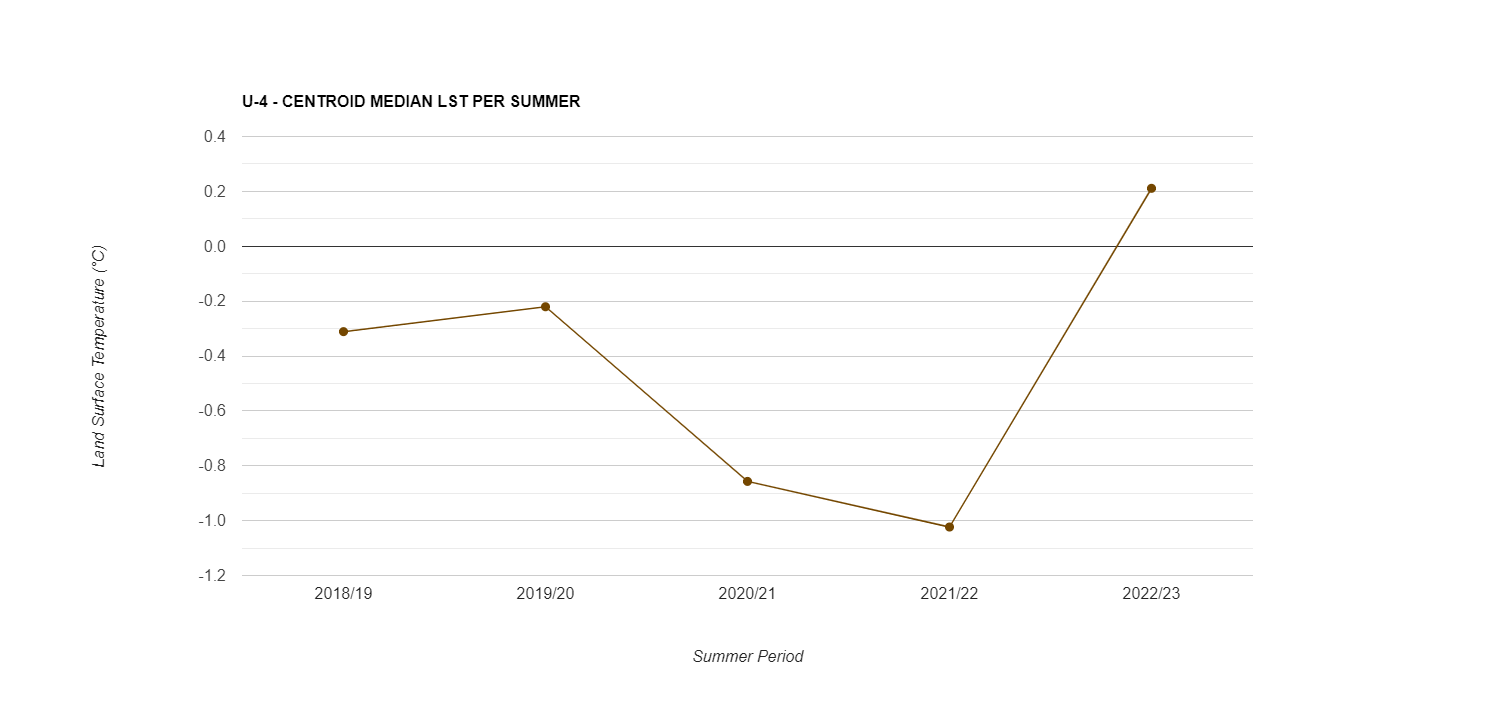 U-4 - CENTROID MEDIAN LST PER SUMMER
0.4
0.2
0.0
-0.2
-0.4
-0.6
-0.8
-1.0
-1.2
Land Surface Temperature (°C)
2018/19 2019/20 2020/21 2021/22 2022/23
Summer Period